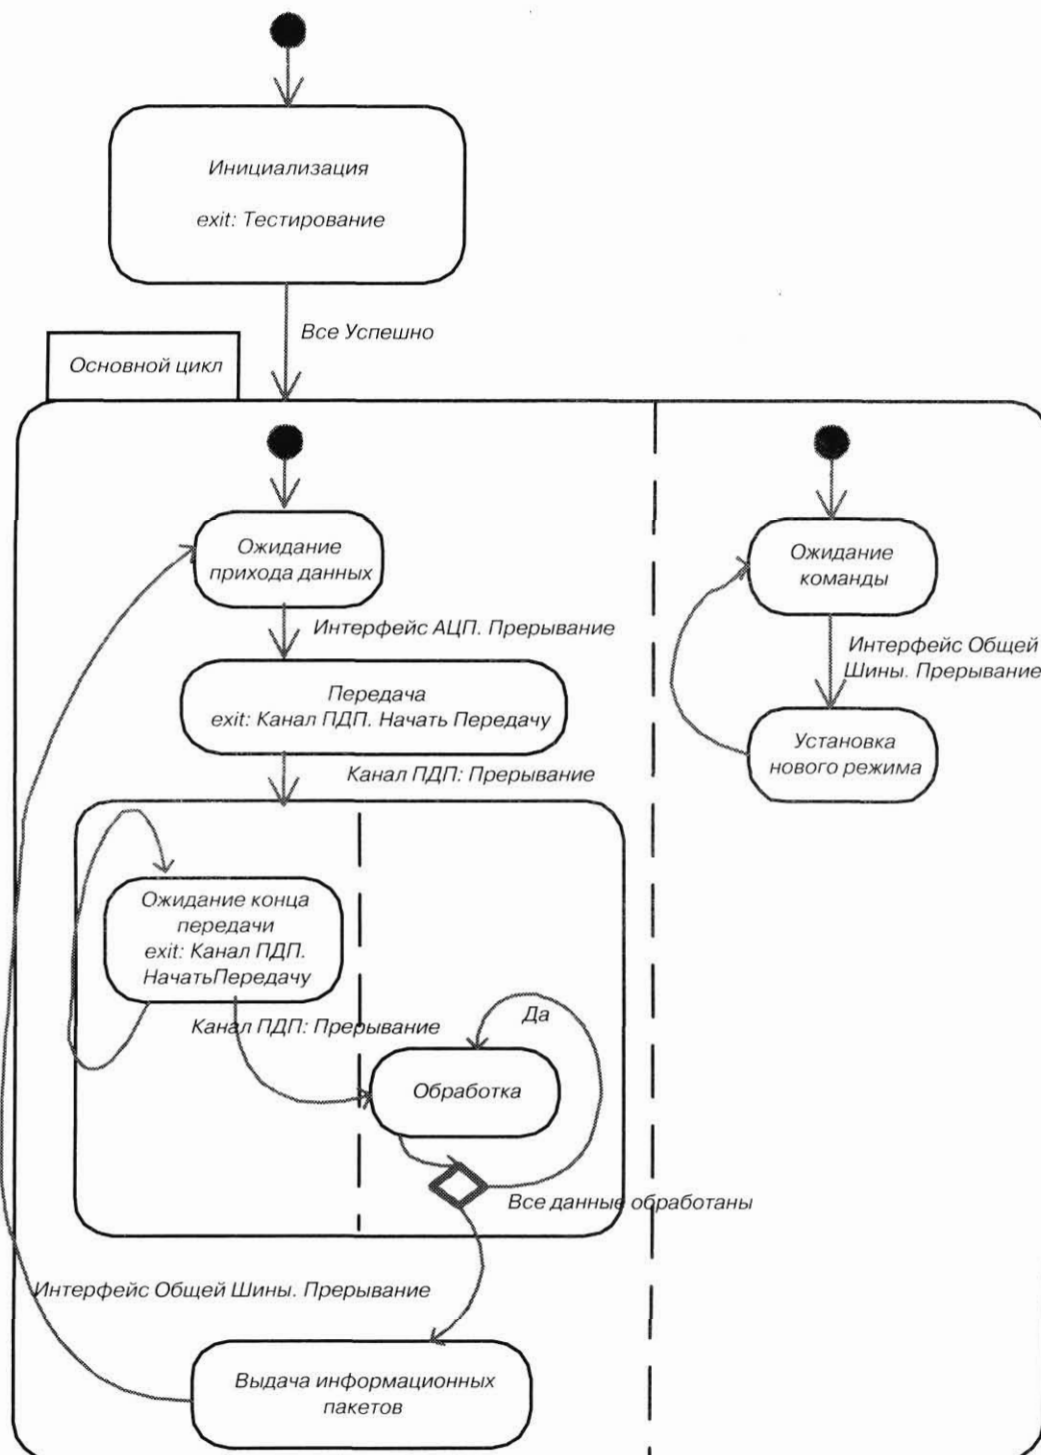 Инициализация
exit: Тестирование
Все Успешно
Основной цикл
Ожидание
прихода данных
Интерфейс АЦП. Прерывание
Передача
exit: Канал ПДП. Начать Передачу
Канал ПДП: Прерывание
Ожидание конца
передачи
exit: Канал ПДП.
НачатьПередачу
Канал ПДП: Прерывание
Да
Обработка
Все данные обработаны
Интерфейс Общей Шины. Прерывание
Выдача информационных
пакетов
Ожидание
команды
Интерфейс Общей
Шины. Прерывание
Установка
нового режима